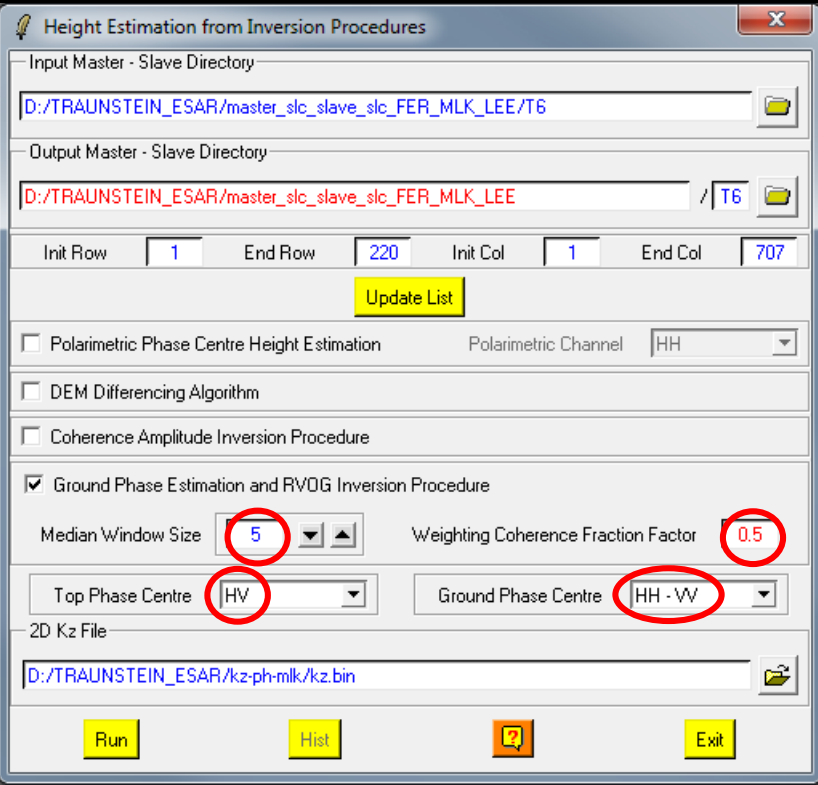 Height Estimation from Inversion Procedures
Input Master - Slave Directory
D:/TRAUNSTEIN_ESAR/master_slc_slave_slc_FER_MLK_LEE/T6
Output Master - Slave Directory
D:/TRAUNSTEIN_ESAR/master_slc_slave_slc_FER_MLK_LEE / T6
Init Row 1 End Row 220 Init Col 1 End Col 707
Update List
Polarimetric Phase Centre Height Estimation Polarimetric Channel HH
DEM Differencing Algorithm
Coherence Amplitude Inversion Procedure
Ground Phase Estimation and RVOG Inversion Procedure
Median Window Size 5 Weighting Coherence Fraction Factor 0.5
Top Phase Centre HV Ground Phase Centre HH - VV
2D Kz File
D:/TRAUNSTEIN_ESAR/kz-ph-mlk/kz.bin
Run Hist ? Exit